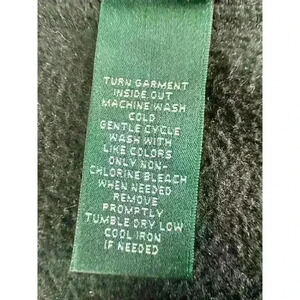 TURN GARMENT
INSIDE OUT
MACHINE WASH
COLD
GENTLE CYCLE
WASH WITH
LIKE COLORS
ONLY NON-
CHLORINE BLEACH
WHEN NEEDED
REMOVE
PROMPTLY
TUMBLE DRY LOW
COOL IRON
IF NEEDED